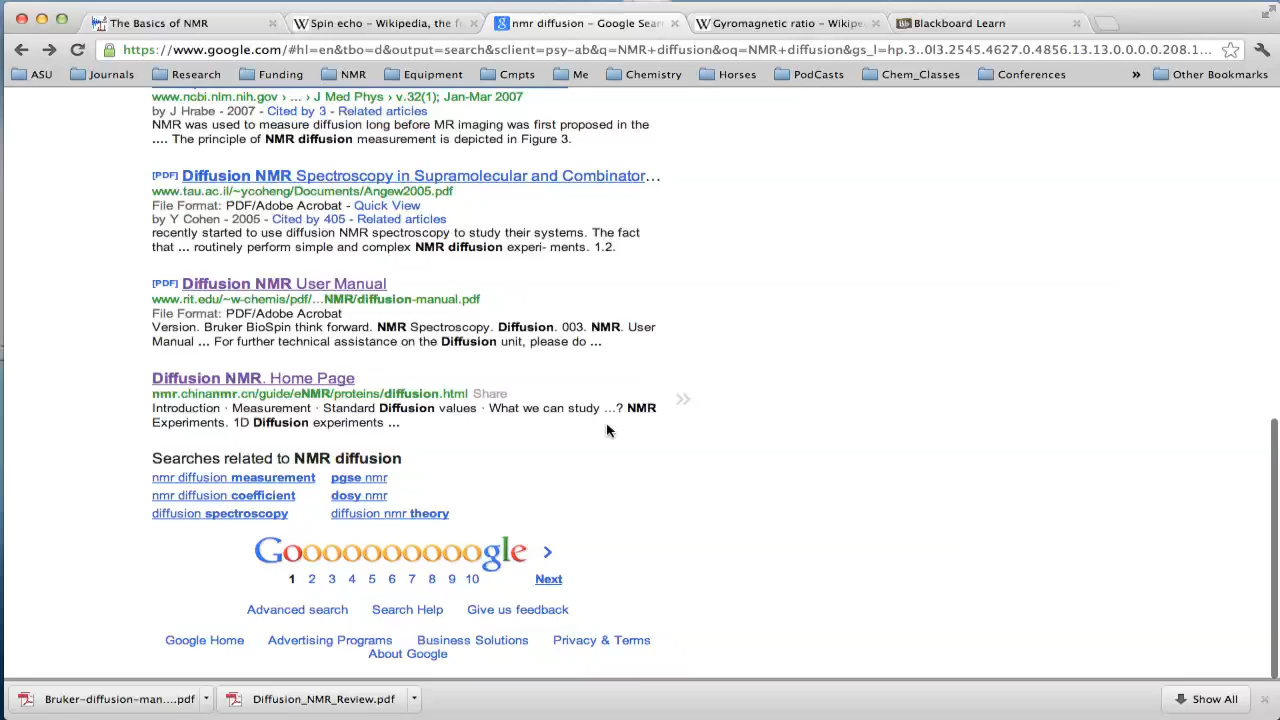 The Basics of NMR
Spin echo – Wikipedia, the f
nmr diffusion – Google Sear
Gyromagnetic ratio – Wikipe
Blackboard Learn
https://www.google.com/#hl=en&tbo=d&output=search&sclient=psy-ab&q=NMR+diffusion&oq=NMR+diffusion&gs_l=hp.3..0l3.2545.4627.0.4856.13.13.0.0.0.0.208.1...
ASU
Journals
Research
Funding
NMR
Equipment
Cmpts
Me
Chemistry
Horses
PodCasts
Chem_Classes
Conferences
»
Other Bookmarks
www.ncbi.nlm.nih.gov › ... › J Med Phys › v.32(1); Jan-Mar 2007
by J Hrabe - 2007 - Cited by 3 - Related articles
NMR was used to measure diffusion long before MR imaging was first proposed in the
.... The principle of NMR diffusion measurement is depicted in Figure 3.
[PDF] Diffusion NMR Spectroscopy in Supramolecular and Combinator...
www.tau.ac.il/~ycoheng/Documents/Angew2005.pdf
File Format: PDF/Adobe Acrobat - Quick View
by Y Cohen - 2005 - Cited by 405 - Related articles
recently started to use diffusion NMR spectroscopy to study their systems. The fact
that ... routinely perform simple and complex NMR diffusion experi- ments. 1.2.
[PDF] Diffusion NMR User Manual
www.rit.edu/~w-chemis/pdf/...NMR/diffusion-manual.pdf
File Format: PDF/Adobe Acrobat
Version. Bruker BioSpin think forward. NMR Spectroscopy. Diffusion. 003. NMR. User
Manual ... For further technical assistance on the Diffusion unit, please do ...
Diffusion NMR. Home Page
nmr.chinanmr.cn/guide/eNMR/proteins/diffusion.html Share
Introduction · Measurement · Standard Diffusion values · What we can study ...? NMR
Experiments. 1D Diffusion experiments ...
»
Searches related to NMR diffusion
nmr diffusion measurement pgse nmr
nmr diffusion coefficient dosy nmr
diffusion spectroscopy diffusion nmr theory
Goooooooooogle >
1 2 3 4 5 6 7 8 9 10 Next
Advanced search Search Help Give us feedback
Google Home Advertising Programs Business Solutions Privacy & Terms
About Google
Bruker-diffusion-man....pdf
Diffusion_NMR_Review.pdf
Show All